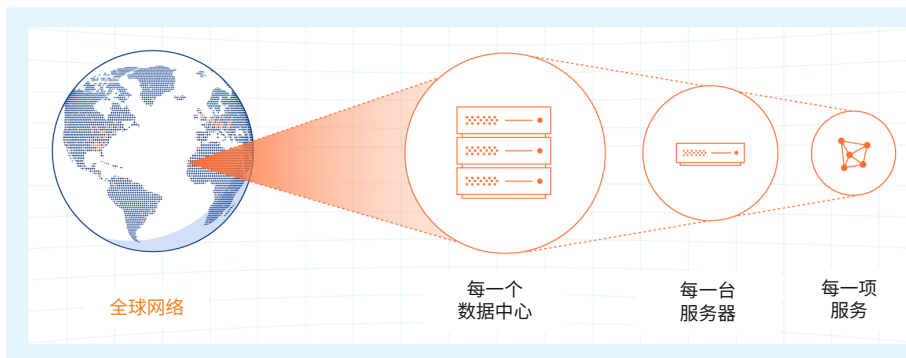 全球网络
每一个
数据中心
每一台
服务器
每一项
服务